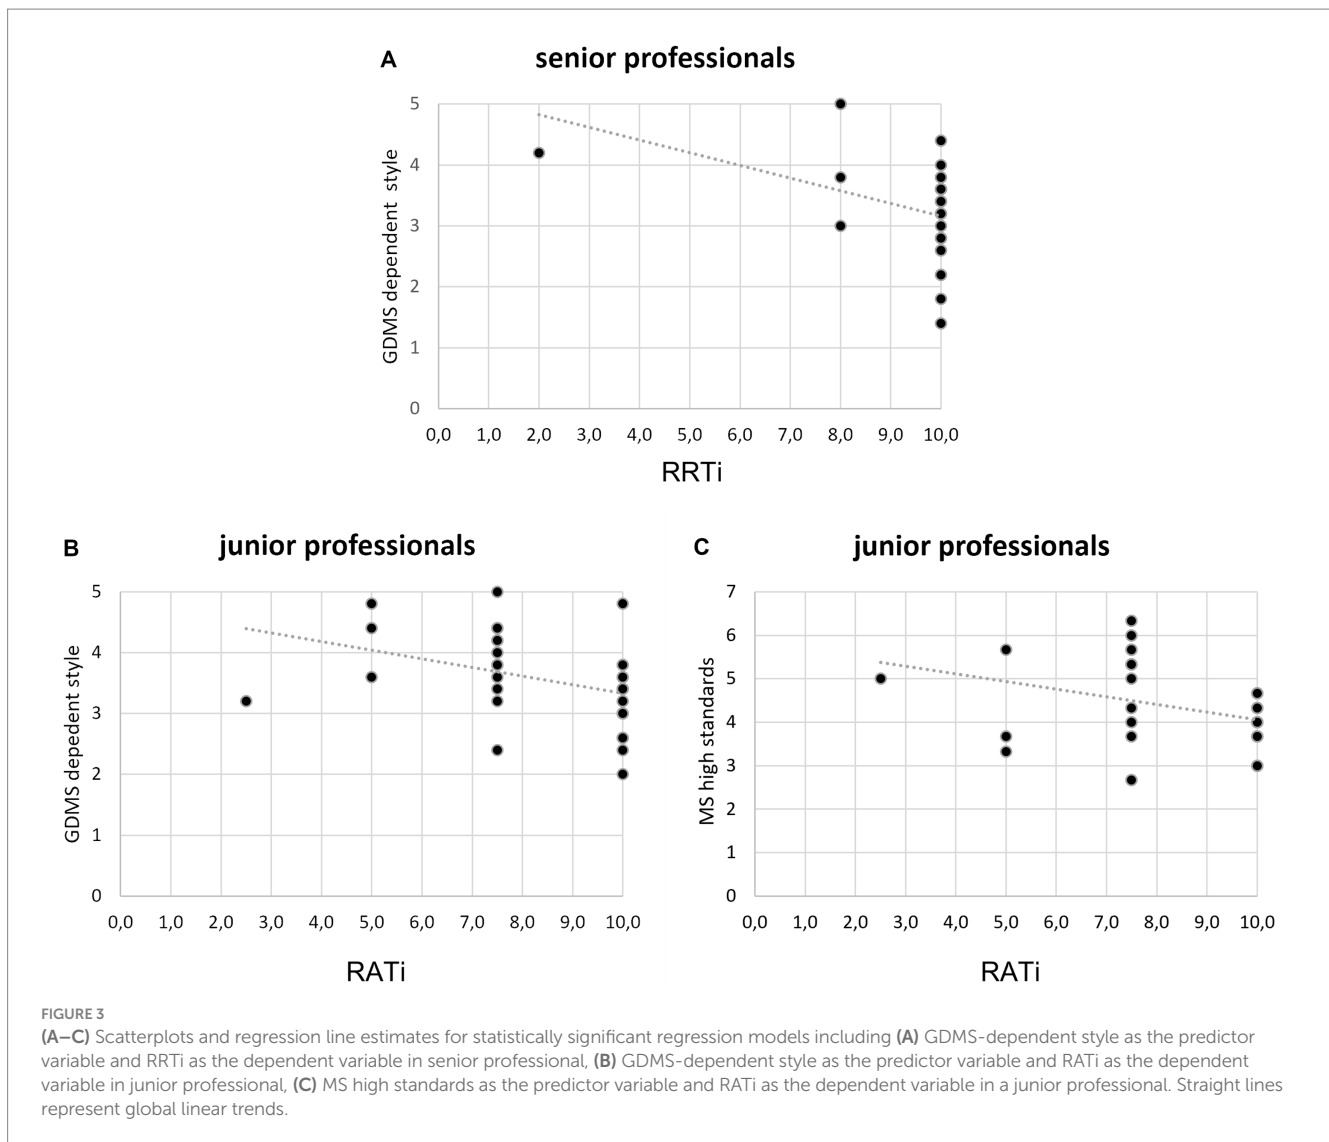 A
senior professionals
GDMS dependent style
5
4
3
2
1
0
0,0 1,0 2,0 3,0 4,0 5,0 6,0 7,0 8,0 9,0 10,0
RRTi
B
junior professionals
GDMS depedent style
5
4
3
2
1
0
0,0 1,0 2,0 3,0 4,0 5,0 6,0 7,0 8,0 9,0 10,0
RATi
C
junior professionals
MS high standards
7
6
5
4
3
2
1
0
0,0 1,0 2,0 3,0 4,0 5,0 6,0 7,0 8,0 9,0 10,0
RATi
FIGURE 3
(A–C) Scatterplots and regression line estimates for statistically significant regression models including (A) GDMS-dependent style as the predictor
variable and RRTi as the dependent variable in senior professional, (B) GDMS-dependent style as the predictor variable and RATi as the dependent
variable in junior professional, (C) MS high standards as the predictor variable and RATi as the dependent variable in a junior professional. Straight lines
represent global linear trends.